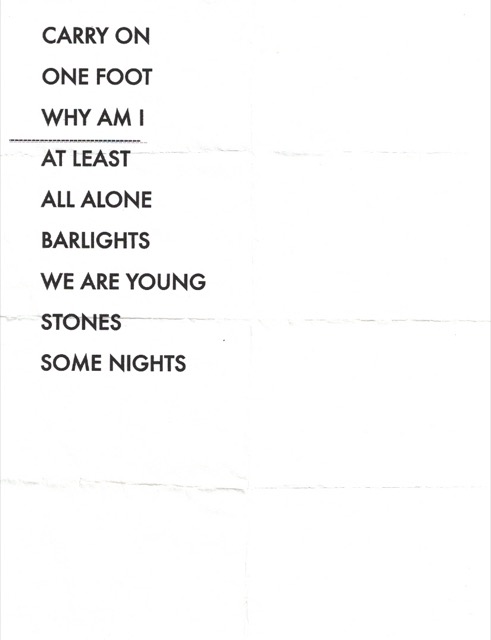 CARRY ON
ONE FOOT
WHY AM I
AT LEAST
ALL ALONE
BARLIGHTS
WE ARE YOUNG
STONES
SOME NIGHTS